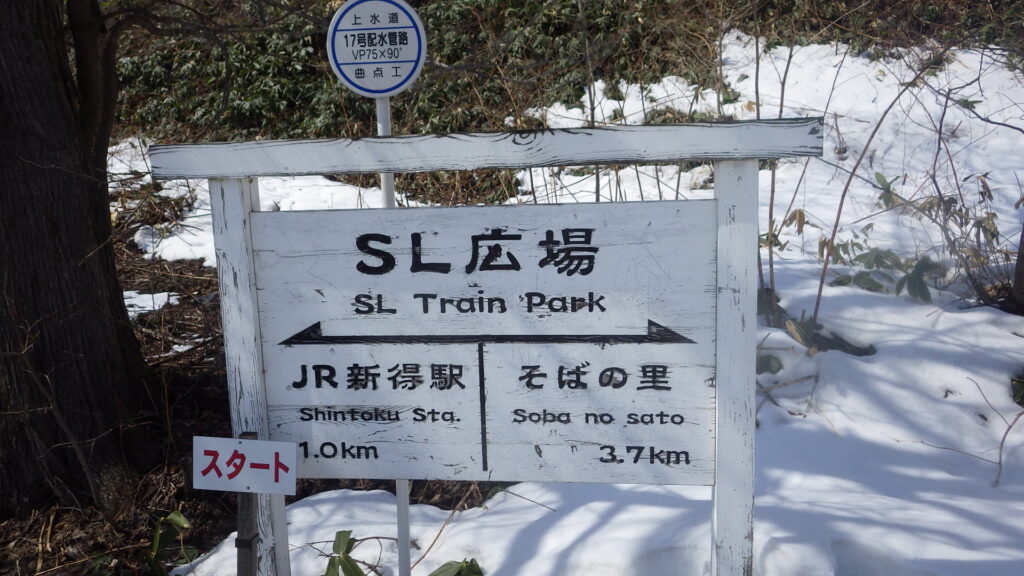 上水道
17号配水管路
VP75×90°
曲点工
SL広場
SL Train Park
JR新得駅
Shintoku Sta.
1.0km
そばの里
Soba no sato
3.7km
スタート